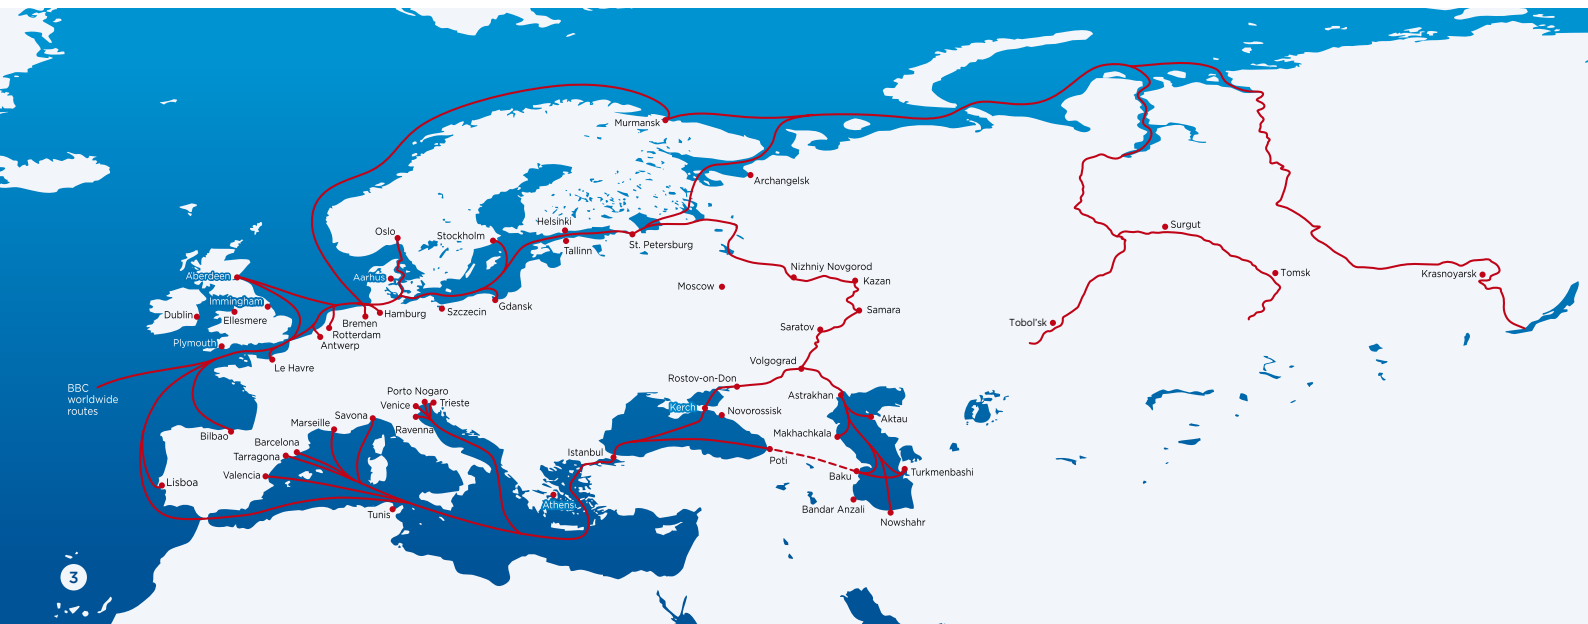 Murmansk
Archangelsk
Oslo
Stockholm
Helsinki
Tallinn
St. Petersburg
Surgut
Aberdeen
Aarhus
Nizhniy Novgorod
Tomsk
Krasnoyarsk
Moscow
Kazan
Immingham
Dublin
Ellesmere
Hamburg
Szczecin
Gdansk
Bremen
Samara
Rotterdam
Antwerp
Saratov
Tobol'sk
Plymouth
Le Havre
Volgograd
BBC
worldwide
routes
Rostov-on-Don
Porto Nogaro
Venice
Trieste
Astrakhan
Kerch
Novorossisk
Savona
Marseille
Ravenna
Aktau
Bilbao
Barcelona
Makhachkala
Tarragona
Istanbul
Poti
Valencia
Lisboa
Baku
Turkmenbashi
Athens
Tunis
Bandar Anzali
Nowshahr
3